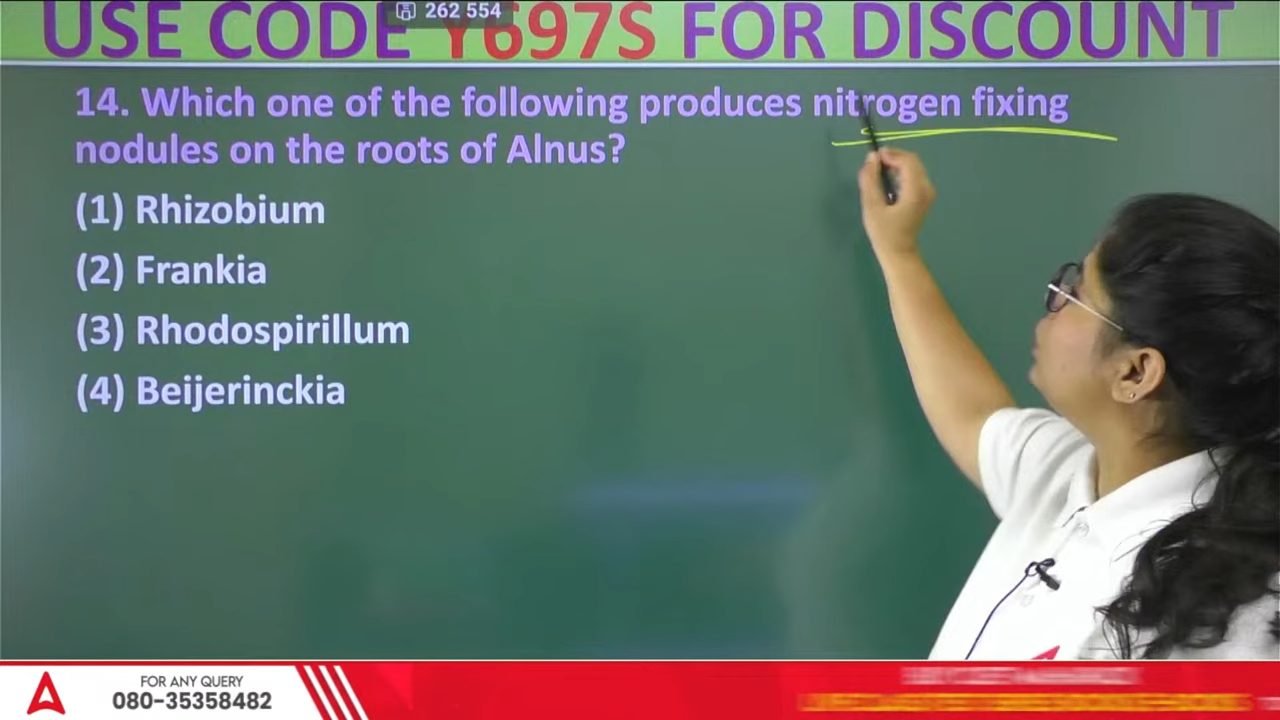 USE CODE Y697S FOR DISCOUNT
262 554
14. Which one of the following produces nitrogen fixing
nodules on the roots of Alnus?
(1) Rhizobium
(2) Frankia
(3) Rhodospirillum
(4) Beijerinckia
FOR ANY QUERY
080-35358482